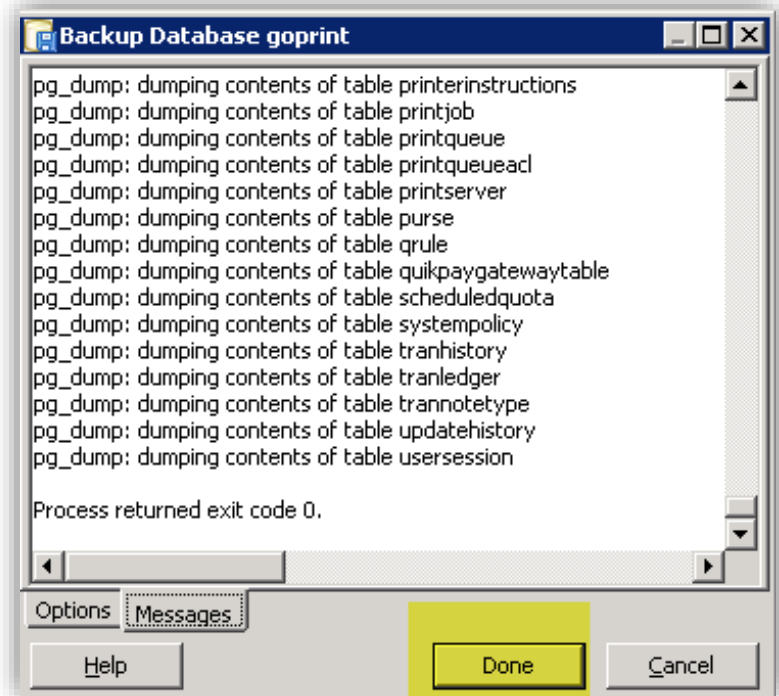 Backup Database goprint
pg_dump: dumping contents of table printerinstructions
pg_dump: dumping contents of table printjob
pg_dump: dumping contents of table printqueue
pg_dump: dumping contents of table printqueueacl
pg_dump: dumping contents of table printserver
pg_dump: dumping contents of table purse
pg_dump: dumping contents of table qrule
pg_dump: dumping contents of table quikpaygatewaytable
pg_dump: dumping contents of table scheduledquota
pg_dump: dumping contents of table systempolicy
pg_dump: dumping contents of table tranhistory
pg_dump: dumping contents of table tranledger
pg_dump: dumping contents of table trannotetype
pg_dump: dumping contents of table updatehistory
pg_dump: dumping contents of table usersession
Process returned exit code 0.
Options Messages
Help Done Cancel